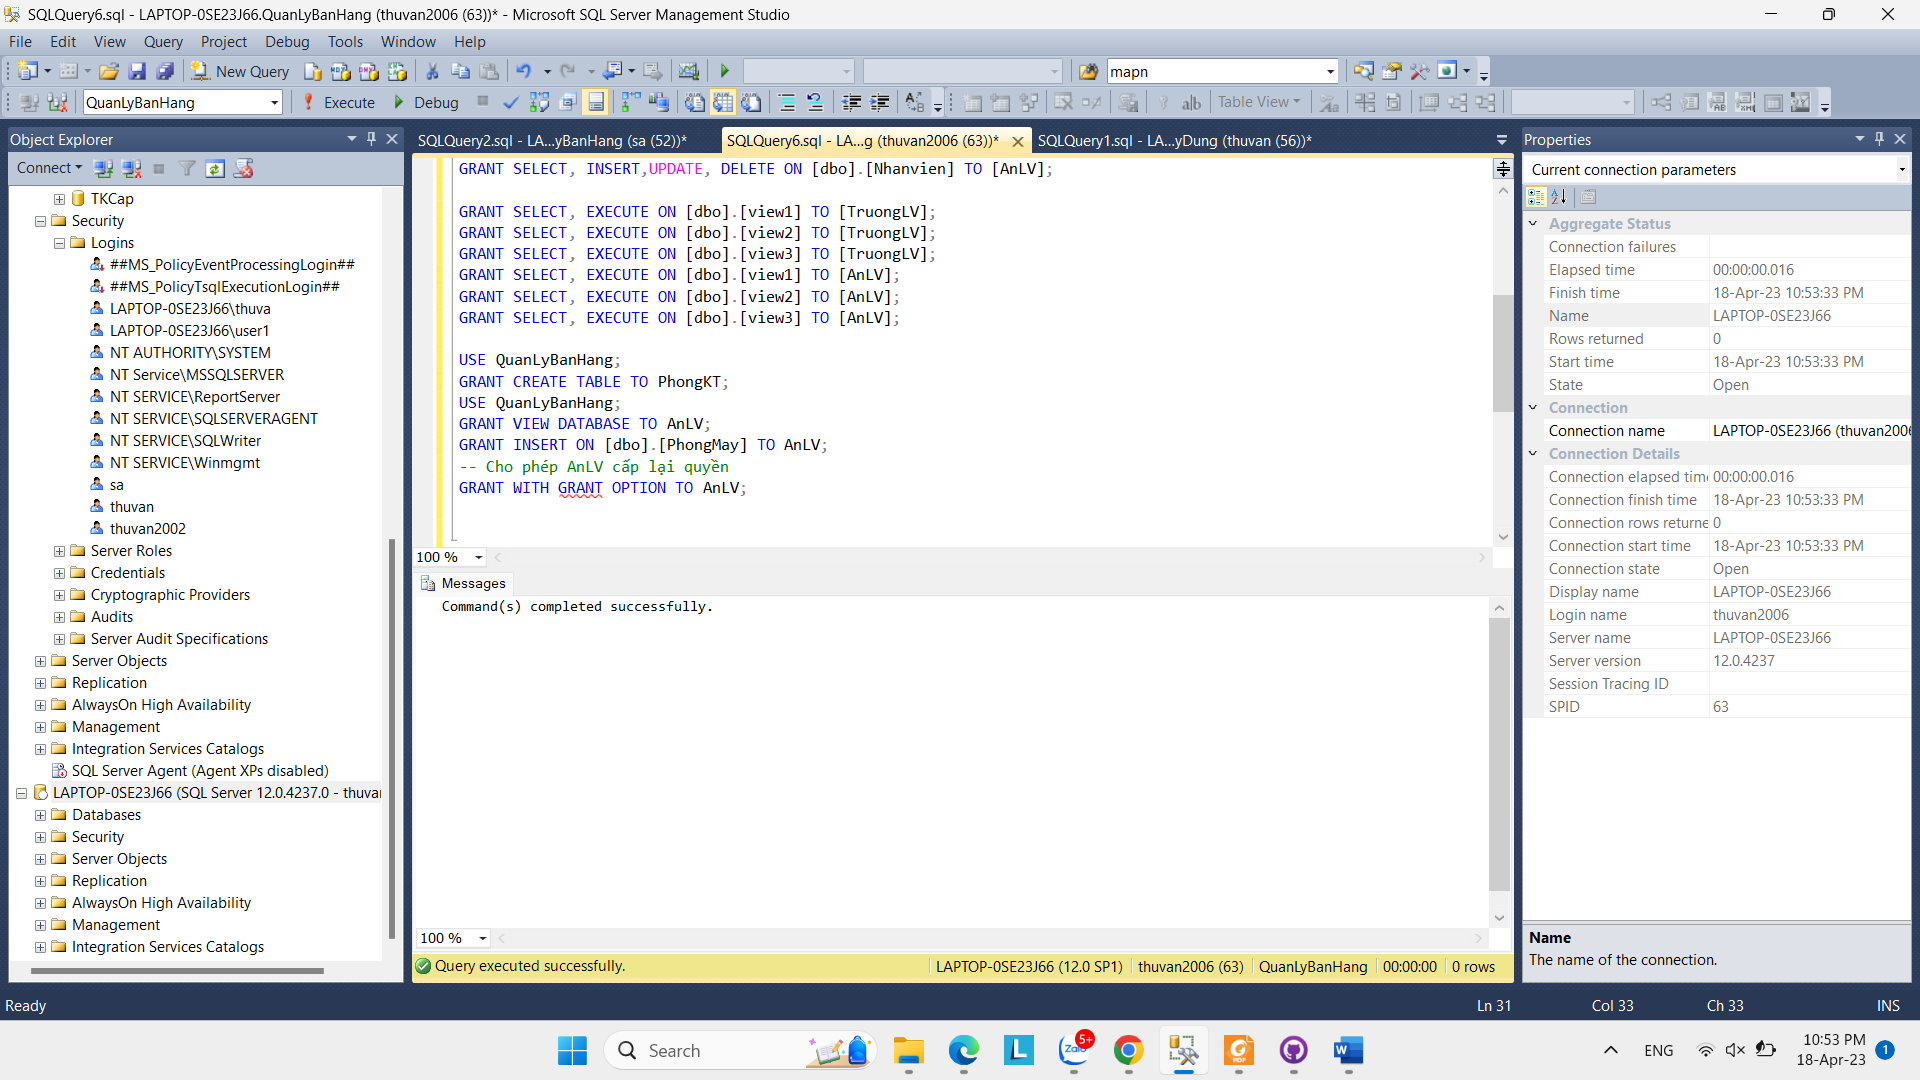 SQLQuery6.sql - LAPTOP-0SE23J66.QuanLyBanHang (thuvan2006 (63))* - Microsoft SQL Server Management Studio
File Edit View Query Project Debug Tools Window Help
New Query mapn
QuanLyBanHang Execute Debug Table View
Object Explorer
Connect
TKCap
Security
Logins
##MS_PolicyEventProcessingLogin##
##MS_PolicyTsqlExecutionLogin##
LAPTOP-0SE23J66\thuva
LAPTOP-0SE23J66\user1
NT AUTHORITY\SYSTEM
NT Service\MSSQLSERVER
NT SERVICE\ReportServer
NT SERVICE\SQLSERVERAGENT
NT SERVICE\SQLWriter
NT SERVICE\Winmgmt
sa
thuvan
thuvan2002
Server Roles
Credentials
Cryptographic Providers
Audits
Server Audit Specifications
Server Objects
Replication
AlwaysOn High Availability
Management
Integration Services Catalogs
SQL Server Agent (Agent XPs disabled)
LAPTOP-0SE23J66 (SQL Server 12.0.4237.0 - thuvan
Databases
Security
Server Objects
Replication
AlwaysOn High Availability
Management
Integration Services Catalogs
SQLQuery2.sql - LA...yBanHang (sa (52))* SQLQuery6.sql - LA...g (thuvan2006 (63))* SQLQuery1.sql - LA...yDung (thuvan (56))*
GRANT SELECT, INSERT,UPDATE, DELETE ON [dbo].[Nhanvien] TO [AnLV];
GRANT SELECT, EXECUTE ON [dbo].[view1] TO [TruongLV];
GRANT SELECT, EXECUTE ON [dbo].[view2] TO [TruongLV];
GRANT SELECT, EXECUTE ON [dbo].[view3] TO [TruongLV];
GRANT SELECT, EXECUTE ON [dbo].[view1] TO [AnLV];
GRANT SELECT, EXECUTE ON [dbo].[view2] TO [AnLV];
GRANT SELECT, EXECUTE ON [dbo].[view3] TO [AnLV];
USE QuanLyBanHang;
GRANT CREATE TABLE TO PhongKT;
USE QuanLyBanHang;
GRANT VIEW DATABASE TO AnLV;
GRANT INSERT ON [dbo].[PhongMay] TO AnLV;
-- Cho phép AnLV cấp lại quyền
GRANT WITH GRANT OPTION TO AnLV;
100 %
Messages
Command(s) completed successfully.
100 %
Query executed successfully. LAPTOP-0SE23J66 (12.0 SP1) thuvan2006 (63) QuanLyBanHang 00:00:00 0 rows
Properties
Current connection parameters
Aggregate Status
Connection failures
Elapsed time 00:00:00.016
Finish time 18-Apr-23 10:53:33 PM
Name LAPTOP-0SE23J66
Rows returned 0
Start time 18-Apr-23 10:53:33 PM
State Open
Connection
Connection name LAPTOP-0SE23J66 (thuvan2006
Connection Details
Connection elapsed time 00:00:00.016
Connection finish time 18-Apr-23 10:53:33 PM
Connection rows returne 0
Connection start time 18-Apr-23 10:53:33 PM
Connection state Open
Display name LAPTOP-0SE23J66
Login name thuvan2006
Server name LAPTOP-0SE23J66
Server version 12.0.4237
Session Tracing ID
SPID 63
Name
The name of the connection.
Ready Ln 31 Col 33 Ch 33 INS
Search Zalo 5+ ENG 10:53 PM
18-Apr-23 1